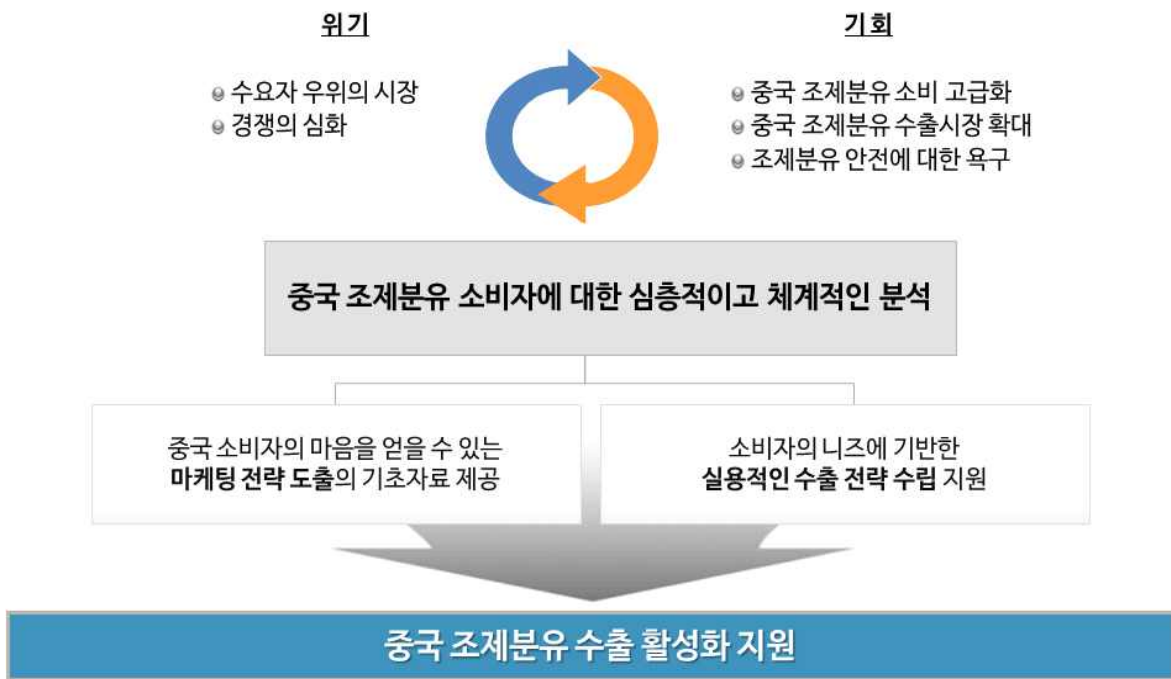 위기
수요자 우위의 시장
경쟁의 심화
기회
중국 조제분유 소비 고급화
중국 조제분유 수출시장 확대
조제분유 안전에 대한 욕구
중국 조제분유 소비자에 대한 심층적이고 체계적인 분석
중국 소비자의 마음을 얻을 수 있는
마케팅 전략 도출의 기초자료 제공
소비자의 니즈에 기반한
실용적인 수출 전략 수립 지원
중국 조제분유 수출 활성화 지원